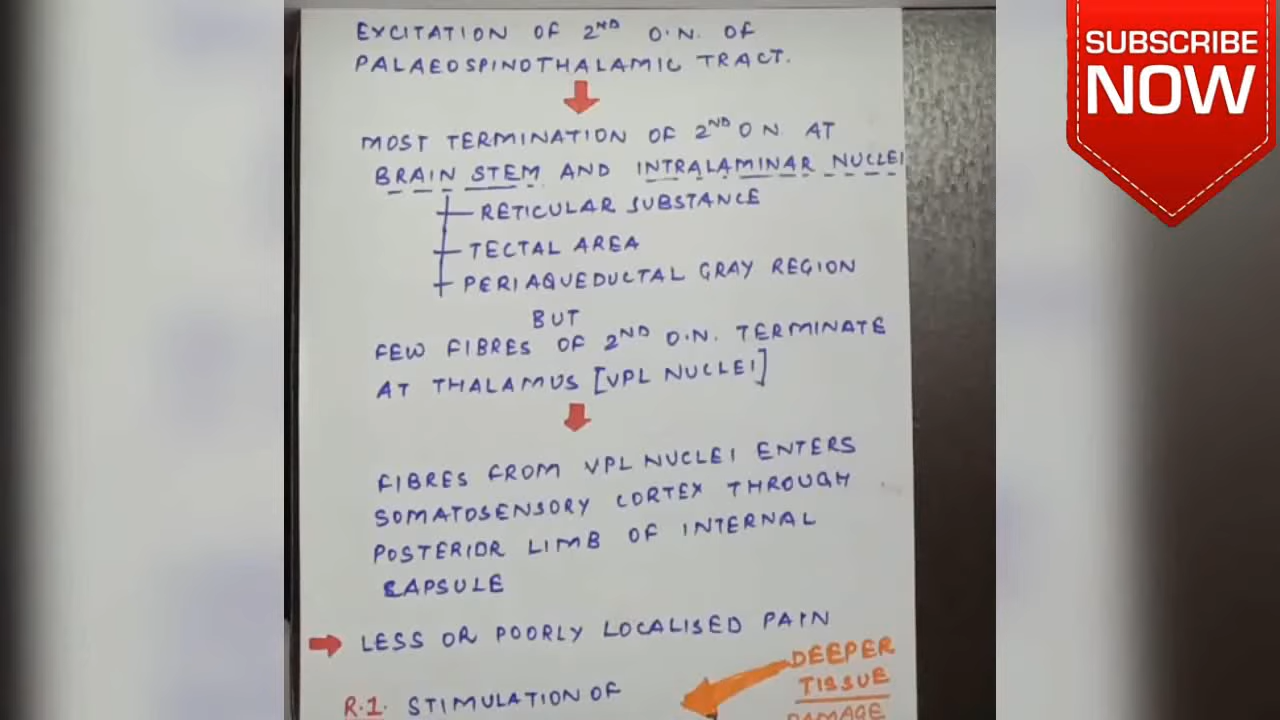 EXCITATION OF 2ND O.N. OF
PALAEOSPINOTHALAMIC TRACT.
MOST TERMINATION OF 2ND O N AT
BRAIN STEM AND INTRALAMINAR NUCLEI
RETICULAR SUBSTANCE
TECTAL AREA
PERIAQUEDUCTAL GRAY REGION
BUT
FEW FIBRES OF 2ND O.N. TERMINATE
AT THALAMUS [VPL NUCLEI]
FIBRES FROM VPL NUCLEI ENTERS
SOMATOSENSORY CORTEX THROUGH
POSTERIOR LIMB OF INTERNAL
CAPSULE
LESS OR POORLY LOCALISED PAIN
R.1. STIMULATION OF
DEEPER
TISSUE
DAMAGE
SUBSCRIBE
NOW